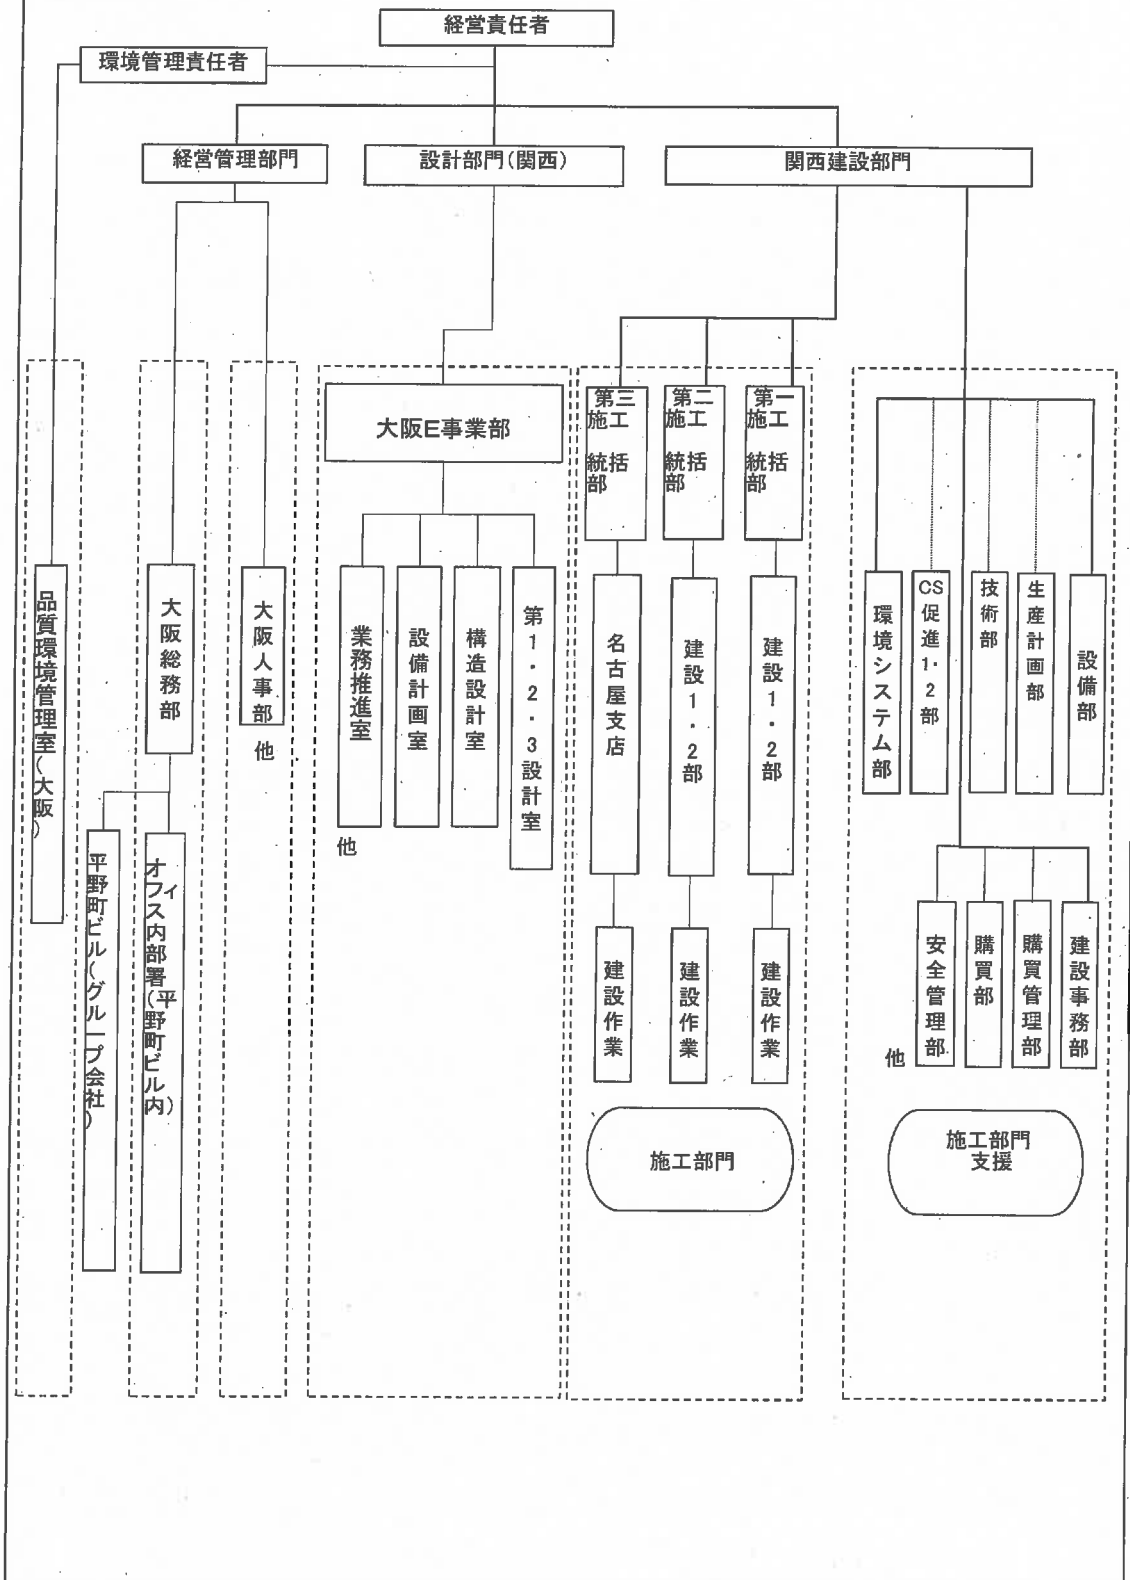 経営責任者
環境管理責任者
経営管理部門
設計部門(関西)
関西建設部門
大阪E事業部
第三
施工
統括
部
第二
施工
統括
部
第一
施工
統括
部
品質環境管理室(大阪)
大阪総務部
大阪人事部
他
業務推進室
設備計画室
構造設計室
第1・2・3設計室
他
名古屋支店
建設1・2部
建設1・2部
環境システム部
CS促進1・2部
技術部
生産計画部
設備部
平野町ビル(グループ会社)
オフィス内部署(平野町ビル内)
建設作業
建設作業
建設作業
他
安全管理部
購買部
購買管理部
建設事務部
施工部門
施工部門
支援